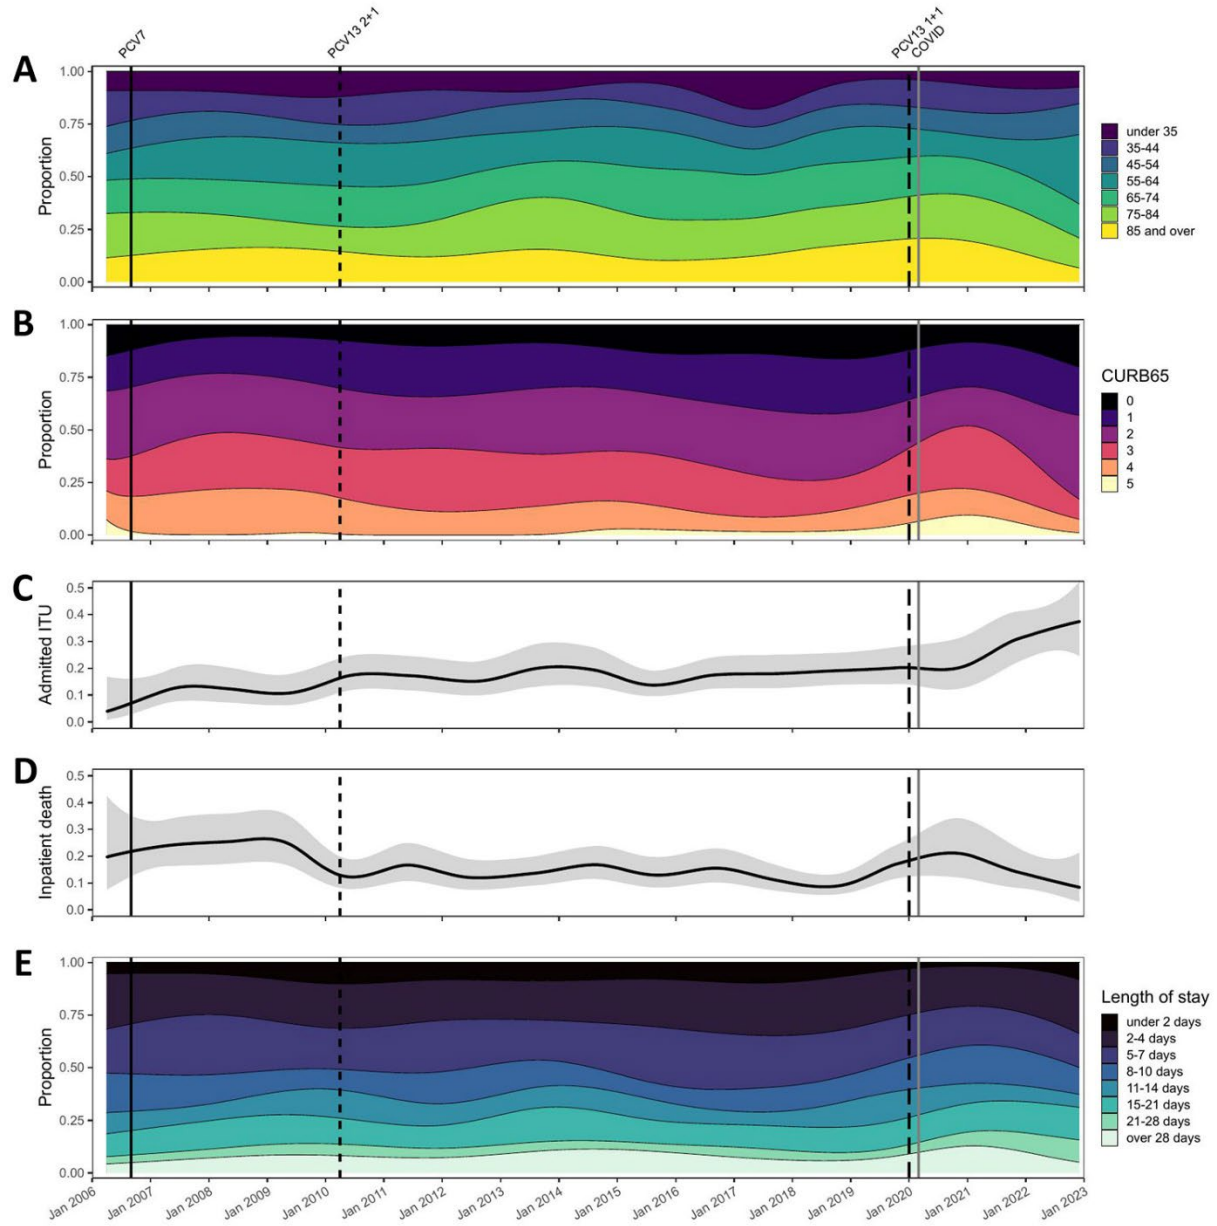 PCV7
PCV13 2+1
PCV13 1+1
COVID
A
1.00
0.75
0.50
0.25
0.00
Proportion
under 35
35-44
45-54
55-64
65-74
75-84
85 and over
B
1.00
0.75
0.50
0.25
0.00
Proportion
CURB65
0
1
2
3
4
5
C
0.5
0.4
0.3
0.2
0.1
0.0
Admitted ITU
D
0.5
0.4
0.3
0.2
0.1
0.0
Inpatient death
E
1.00
0.75
0.50
0.25
0.00
Proportion
Length of stay
under 2 days
2-4 days
5-7 days
8-10 days
11-14 days
15-21 days
21-28 days
over 28 days
Jan 2006
Jan 2007
Jan 2008
Jan 2009
Jan 2010
Jan 2011
Jan 2012
Jan 2013
Jan 2014
Jan 2015
Jan 2016
Jan 2017
Jan 2018
Jan 2019
Jan 2020
Jan 2021
Jan 2022
Jan 2023